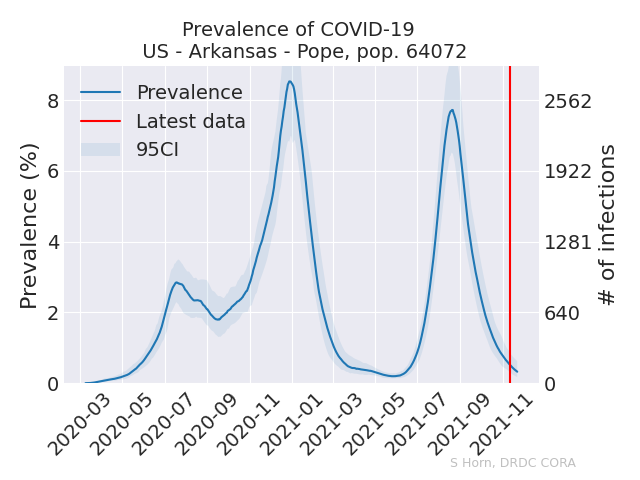 Prevalence of COVID-19
US - Arkansas - Pope, pop. 64072
Prevalence
Latest data
95CI
Prevalence (%)
8
6
4
2
0
# of infections
2562
1922
1281
640
0
2020-03
2020-05
2020-07
2020-09
2020-11
2021-01
2021-03
2021-05
2021-07
2021-09
2021-11
S Horn, DRDC CORA